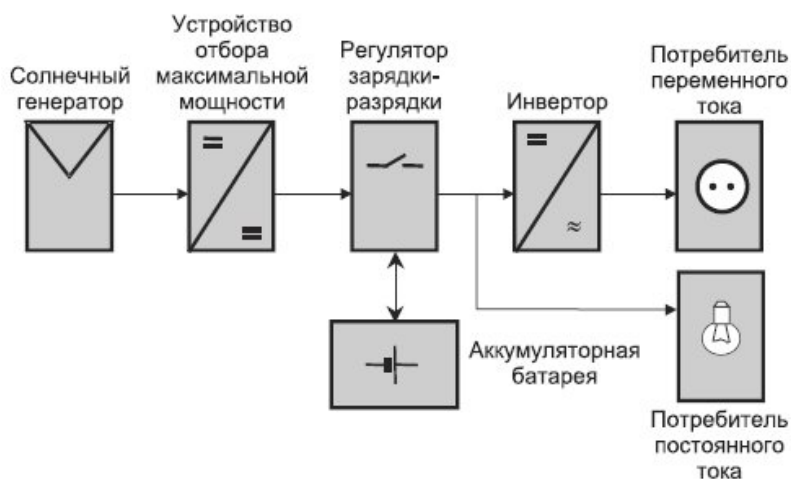 Солнечный
генератор
Устройство
отбора
максимальной
мощности
Регулятор
зарядки-
разрядки
Инвертор
Потребитель
переменного
тока
Аккумуляторная
батарея
Потребитель
постоянного
тока